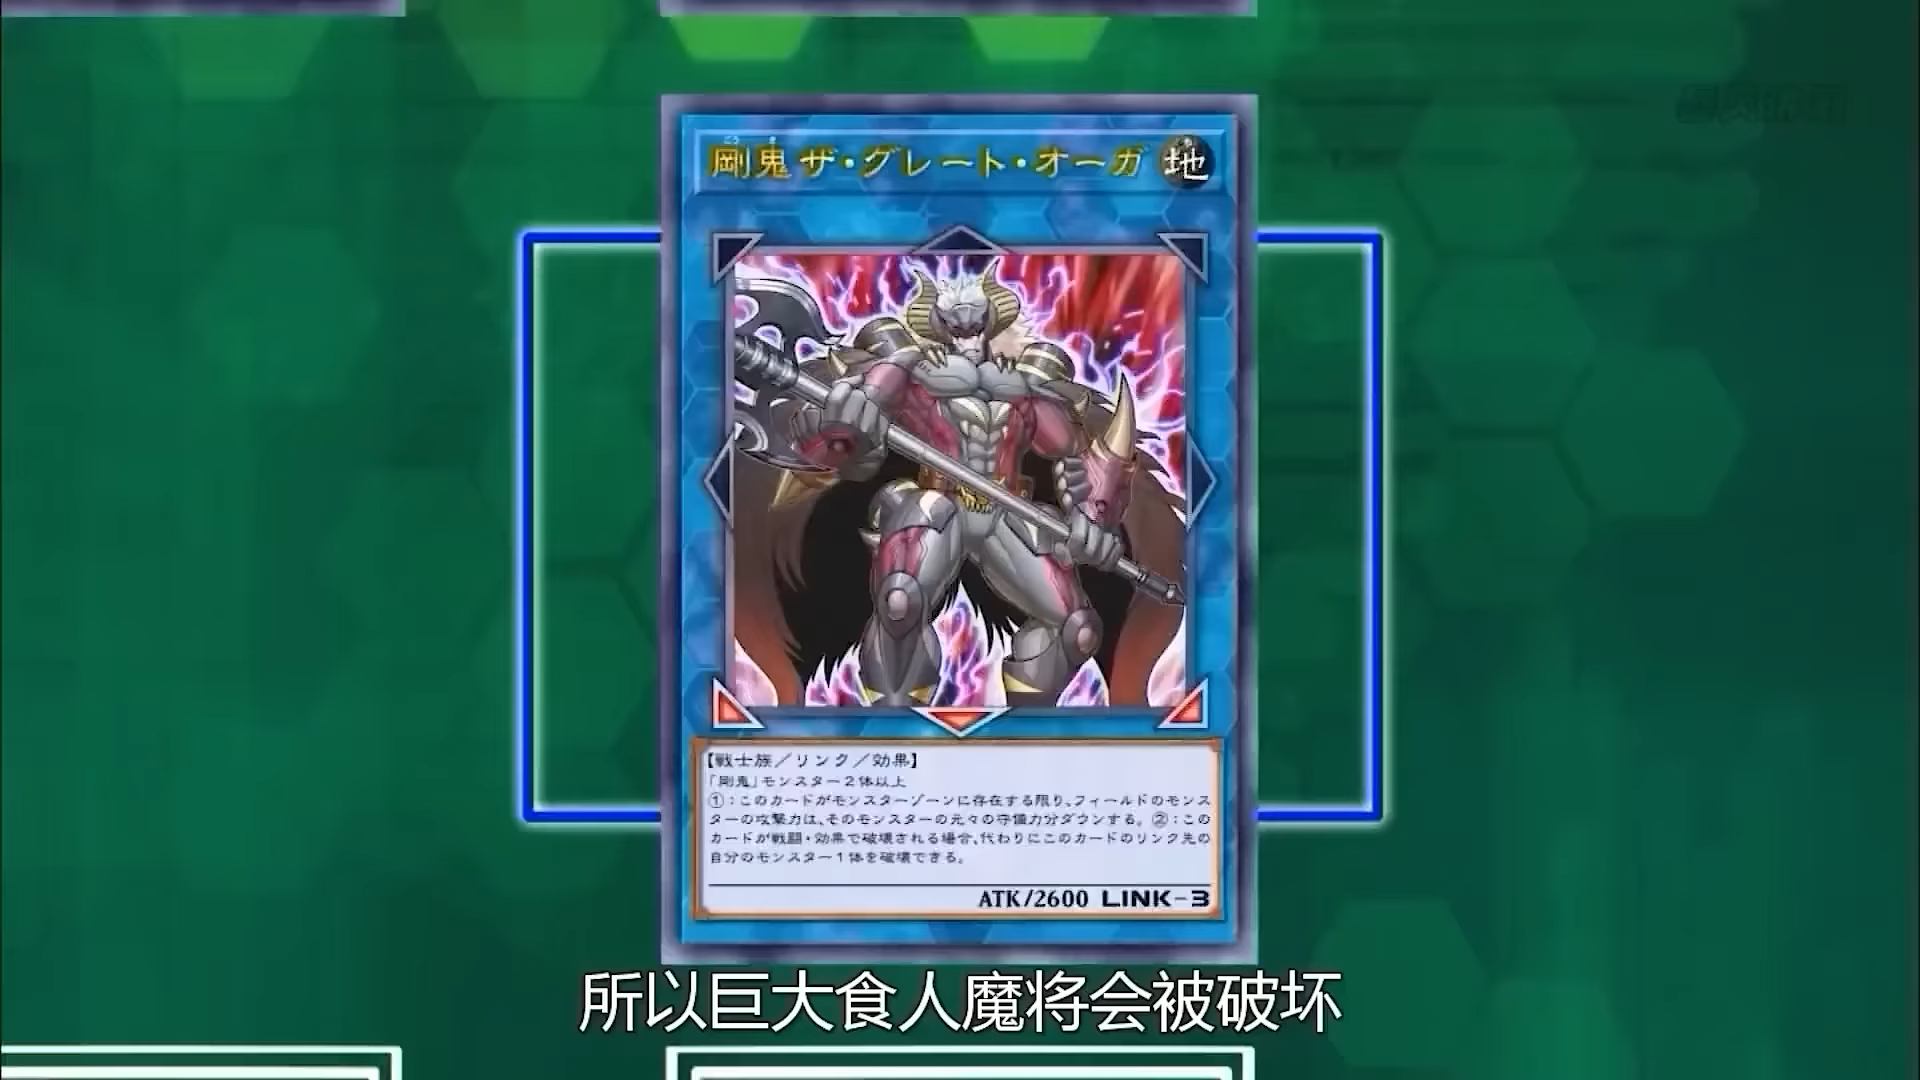 ごう き
剛鬼ザ・グレート・オーガ 地
【戦士族／リンク／効果】
「剛鬼」モンスター２体以上
①：このカードがモンスターゾーンに存在する限り、フィールドのモンス
ターの攻撃力は、そのモンスターの元々の守備力分ダウンする。②：この
カードが戦闘・効果で破壊される場合、代わりにこのカードのリンク先の
自分のモンスター１体を破壊できる。
ATK/2600 LINK-3
所以巨大食人魔将会被破坏